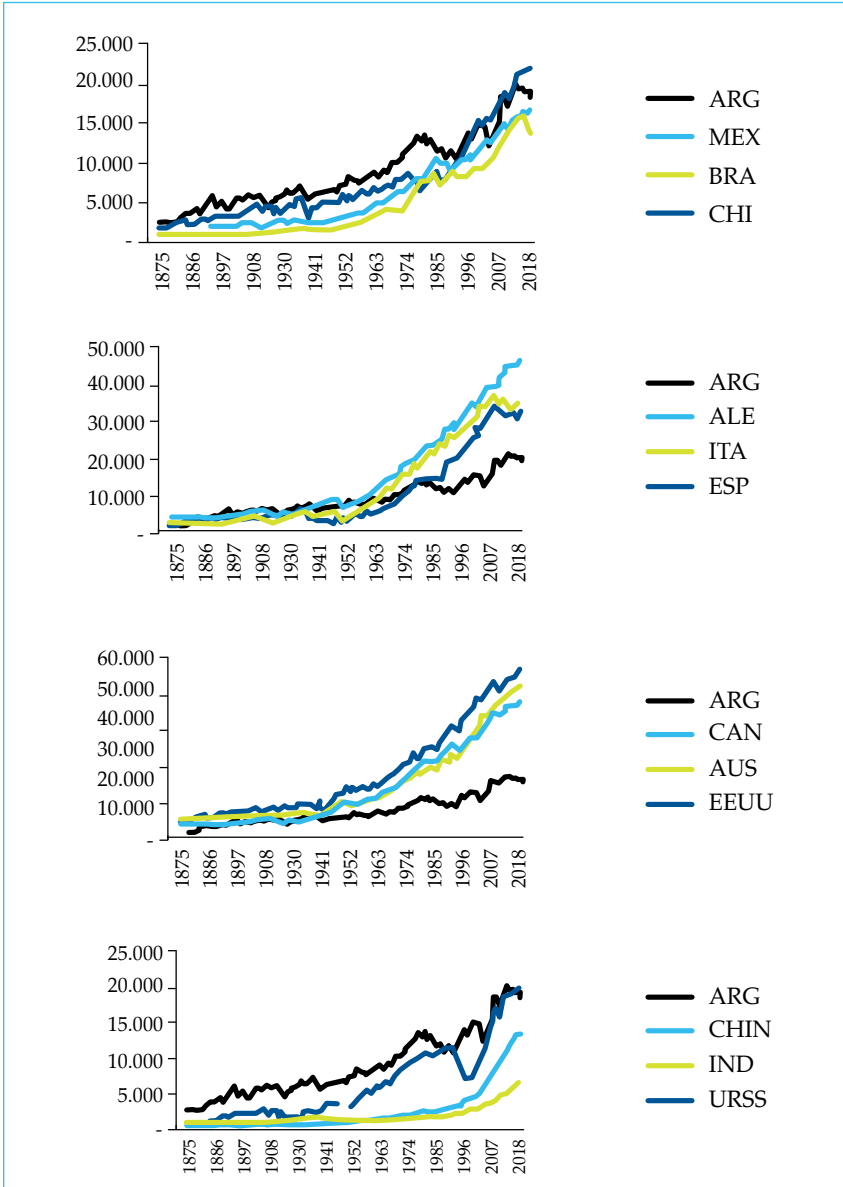 25.000
20.000
15.000
10.000
5.000
-
1875 1886 1897 1908 1930 1941 1952 1963 1974 1985 1996 2007 2018
ARG
MEX
BRA
CHI
50.000
40.000
30.000
20.000
10.000
-
1875 1886 1897 1908 1930 1941 1952 1963 1974 1985 1996 2007 2018
ARG
ALE
ITA
ESP
60.000
50.000
40.000
30.000
20.000
10.000
-
1875 1886 1897 1908 1930 1941 1952 1963 1974 1985 1996 2007 2018
ARG
CAN
AUS
EEUU
25.000
20.000
15.000
10.000
5.000
-
1875 1886 1897 1908 1930 1941 1952 1963 1974 1985 1996 2007 2018
ARG
CHIN
IND
URSS